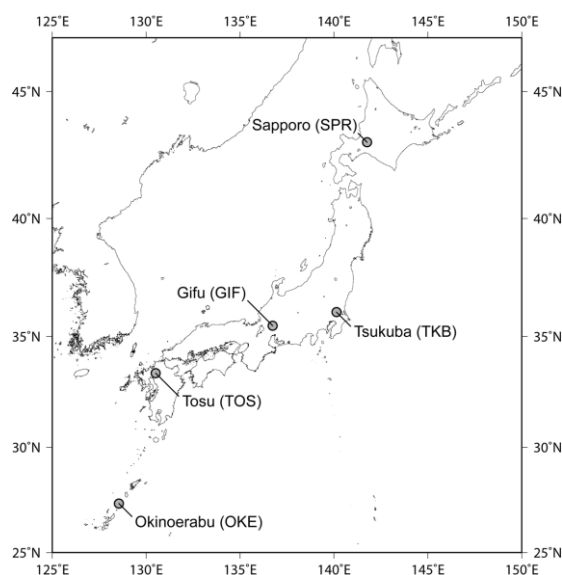 125°E 130°E 135°E 140°E 145°E 150°E
45°N 45°N
Sapporo (SPR)
40°N 40°N
Gifu (GIF)
Tsukuba (TKB)
35°N 35°N
Tosu (TOS)
30°N 30°N
Okinoerabu (OKE)
25°N 25°N
125°E 130°E 135°E 140°E 145°E 150°E